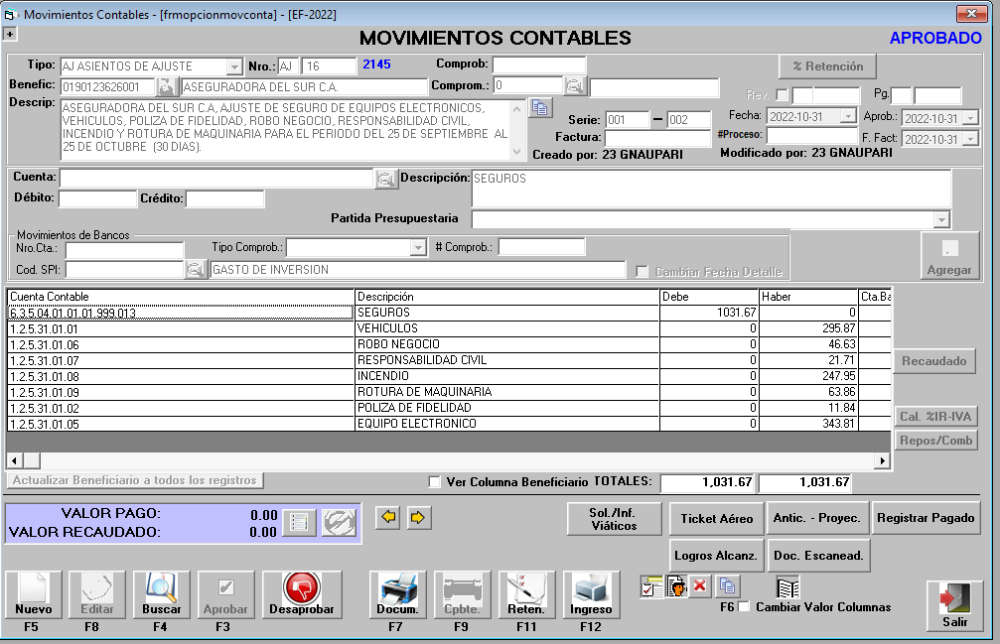 Movimientos Contables - [frmopcionmovconta] - [EF-2022]
MOVIMIENTOS CONTABLES
APROBADO
Tipo: AJ ASIENTOS DE AJUSTE Nro.: AJ 16 2145 Comprob:
% Retención
Benefic: 0190123626001 ASEGURADORA DEL SUR C.A. Comprom.: 0
Rev. Pg.
Descrip: ASEGURADORA DEL SUR C.A, AJUSTE DE SEGURO DE EQUIPOS ELECTRONICOS,
VEHICULOS, POLIZA DE FIDELIDAD, ROBO NEGOCIO, RESPONSABILIDAD CIVIL,
INCENDIO Y ROTURA DE MAQUINARIA PARA EL PERIODO DEL 25 DE SEPTIEMBRE AL
25 DE OCTUBRE (30 DIAS).
Serie: 001 – 002 Fecha: 2022-10-31 Aprob.: 2022-10-31
Factura: #Proceso: F. Fact: 2022-10-31
Creado por: 23 GNAUPARI Modificado por: 23 GNAUPARI
Cuenta: Descripción: SEGUROS
Débito: Crédito:
Partida Presupuestaria
Movimientos de Bancos
Nro.Cta.: Tipo Comprob.: # Comprob.:
Cod. SPI: GASTO DE INVERSION Cambiar Fecha Detalle
Agregar
Cuenta Contable Descripción Debe Haber Cta.Ba
6.3.5.04.01.01.01.999.013 SEGUROS 1031.67 0
1.2.5.31.01.01 VEHICULOS 0 295.87
1.2.5.31.01.06 ROBO NEGOCIO 0 46.63
1.2.5.31.01.07 RESPONSABILIDAD CIVIL 0 21.71
1.2.5.31.01.08 INCENDIO 0 247.95
1.2.5.31.01.09 ROTURA DE MAQUINARIA 0 63.86
1.2.5.31.01.02 POLIZA DE FIDELIDAD 0 11.84
1.2.5.31.01.05 EQUIPO ELECTRONICO 0 343.81
Recaudado
Cal. %IR-IVA
Repos/Comb
Actualizar Beneficiario a todos los registros
Ver Columna Beneficiario TOTALES: 1,031.67 1,031.67
VALOR PAGO: 0.00
VALOR RECAUDADO: 0.00
Sol./Inf.
Viáticos
Ticket Aéreo
Antic. - Proyec.
Registrar Pagado
Logros Alcanz.
Doc. Escanead.
Nuevo Editar Buscar Aprobar Desaprobar Docum. Cpbte. Reten. Ingreso
F5 F8 F4 F3 F7 F9 F11 F12
F6 Cambiar Valor Columnas
Salir